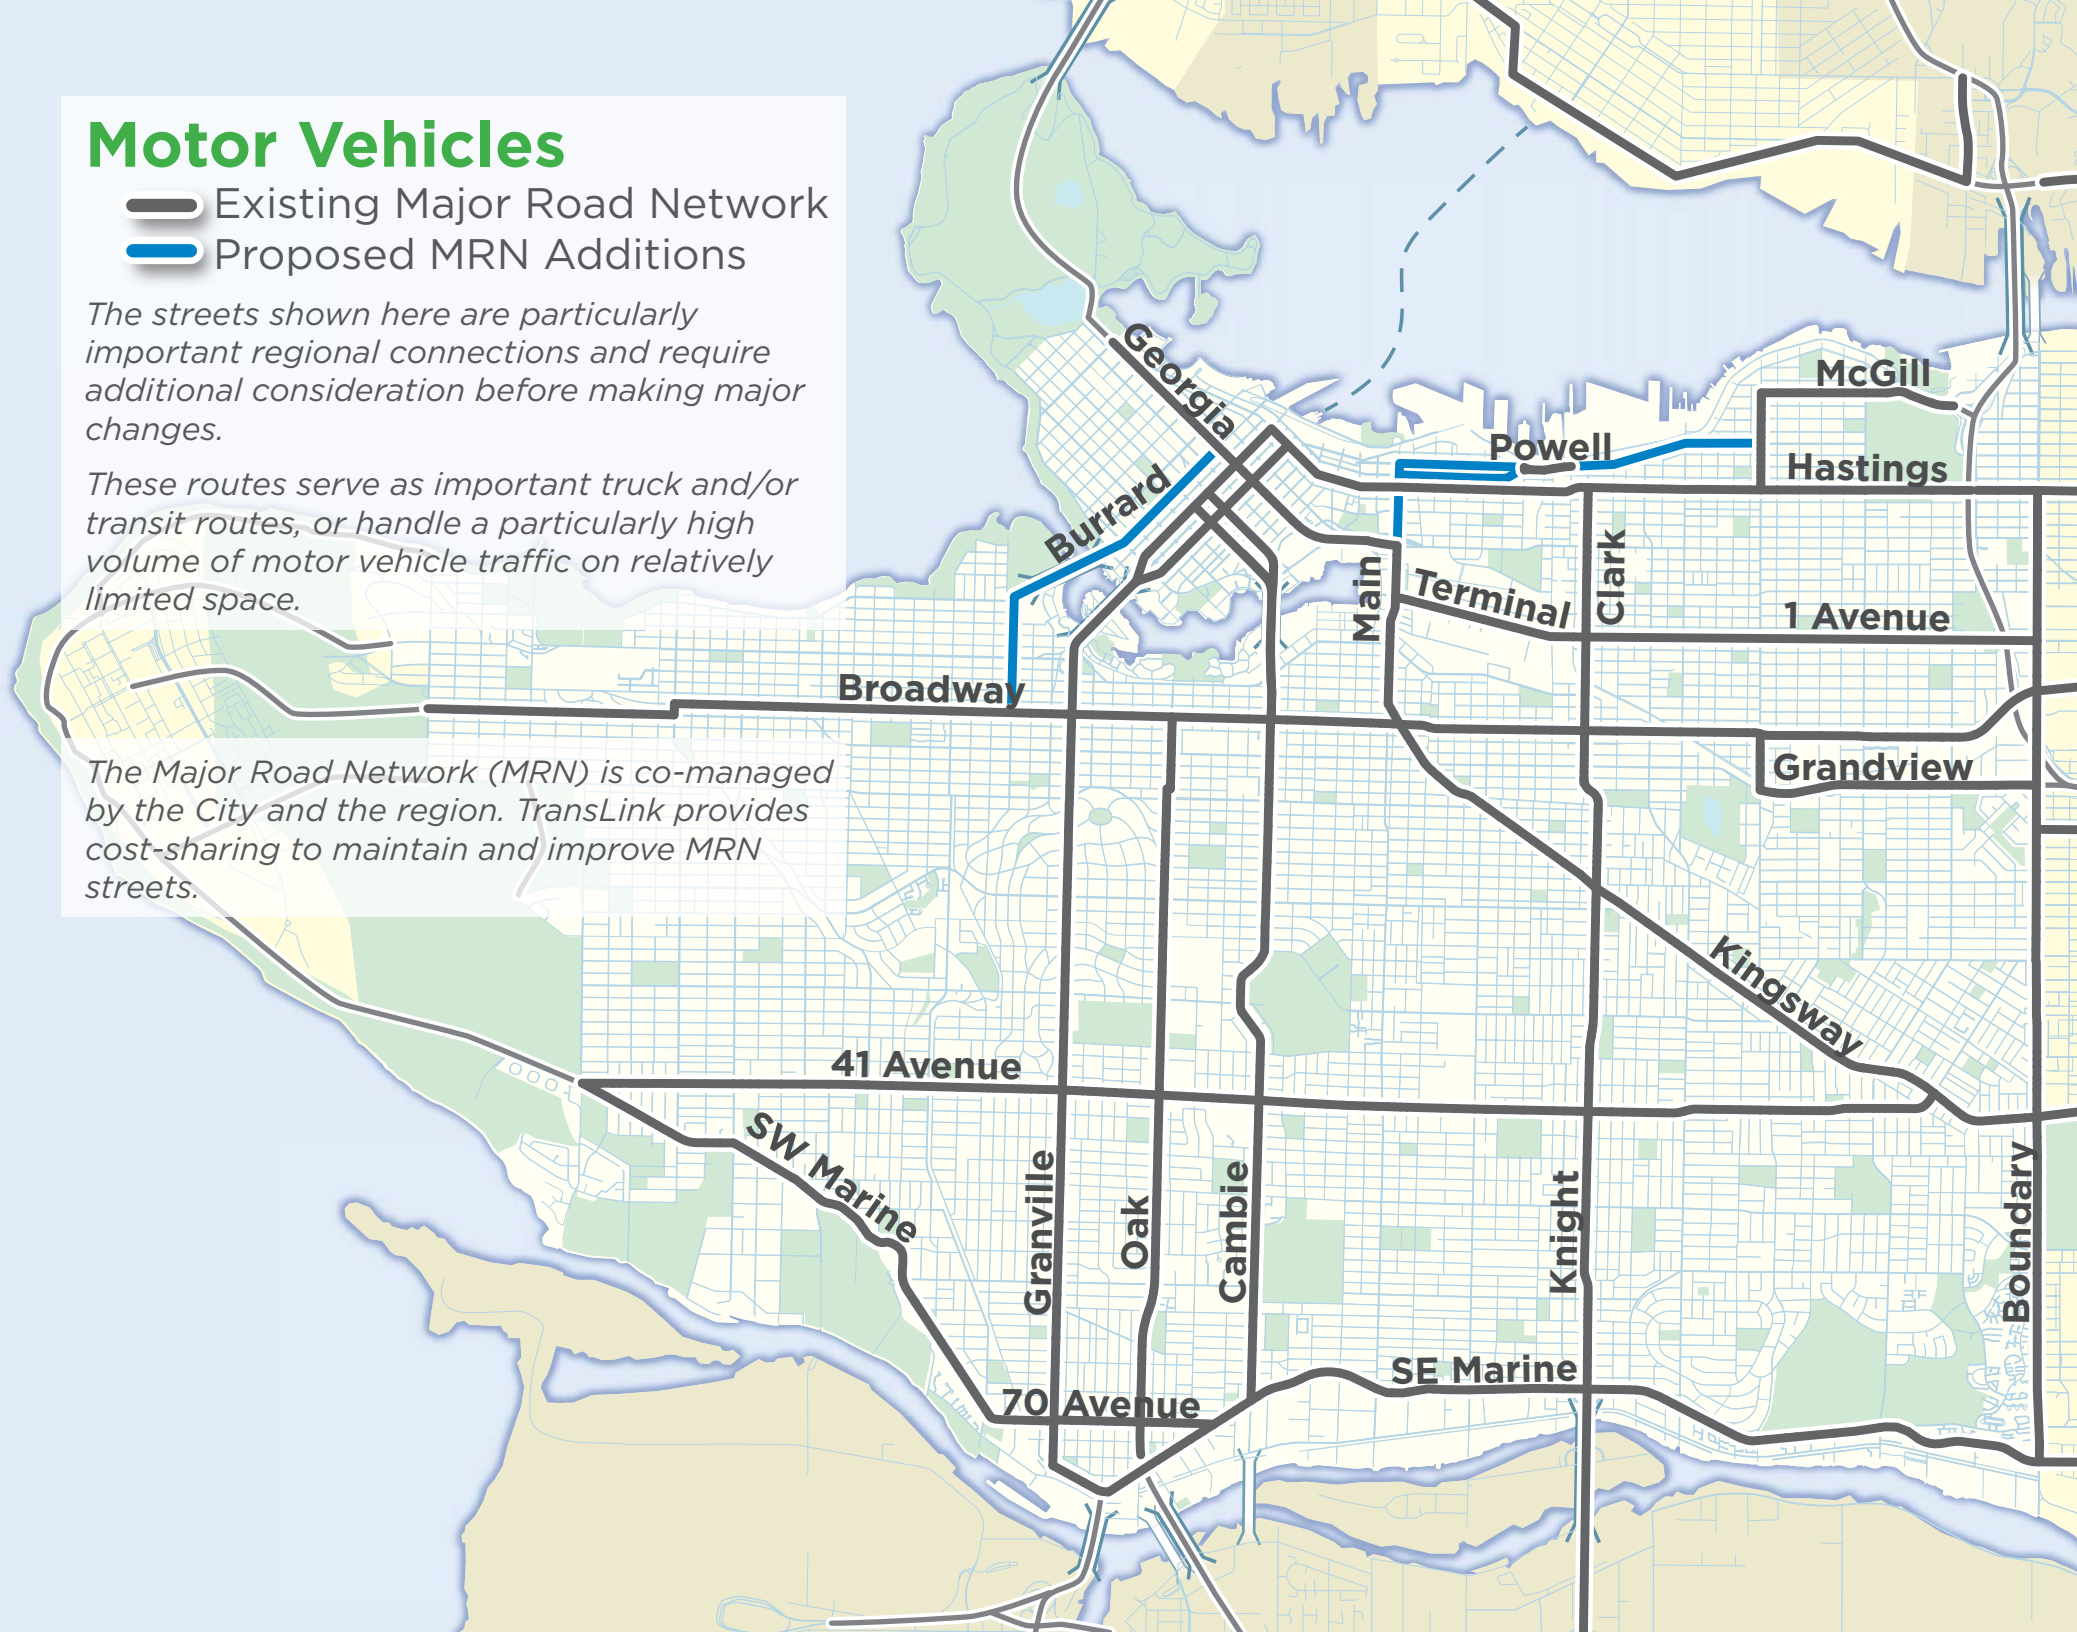 Motor Vehicles
Existing Major Road Network
Proposed MRN Additions
The streets shown here are particularly
important regional connections and require
additional consideration before making major
changes.
These routes serve as important truck and/or
transit routes, or handle a particularly high
volume of motor vehicle traffic on relatively
limited space.
The Major Road Network (MRN) is co-managed
by the City and the region. TransLink provides
cost-sharing to maintain and improve MRN
streets.
Georgia
McGill
Powell
Hastings
Burrard
Main
Terminal
Clark
1 Avenue
Broadway
Grandview
Kingsway
41 Avenue
SW Marine
Granville
Oak
Cambie
Knight
Boundary
SE Marine
70 Avenue